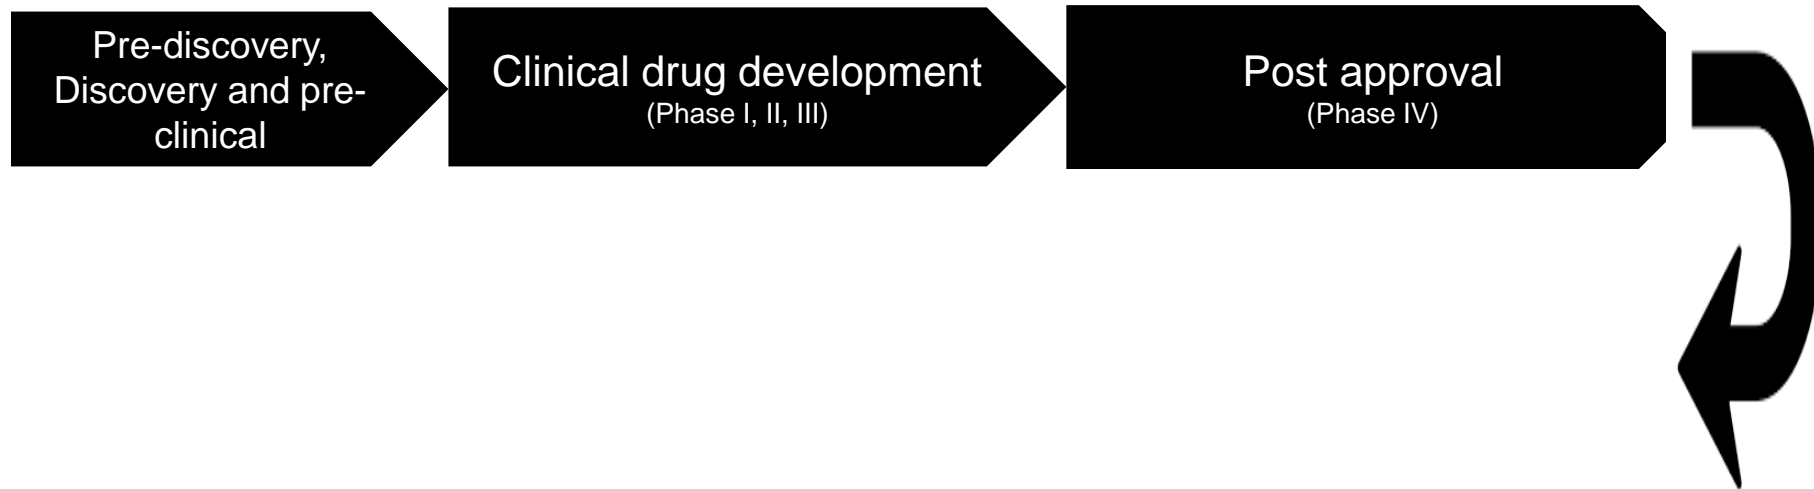 Pre-discovery,
Discovery and pre-
clinical
Clinical drug development
(Phase I, II, III)
Post approval
(Phase IV)